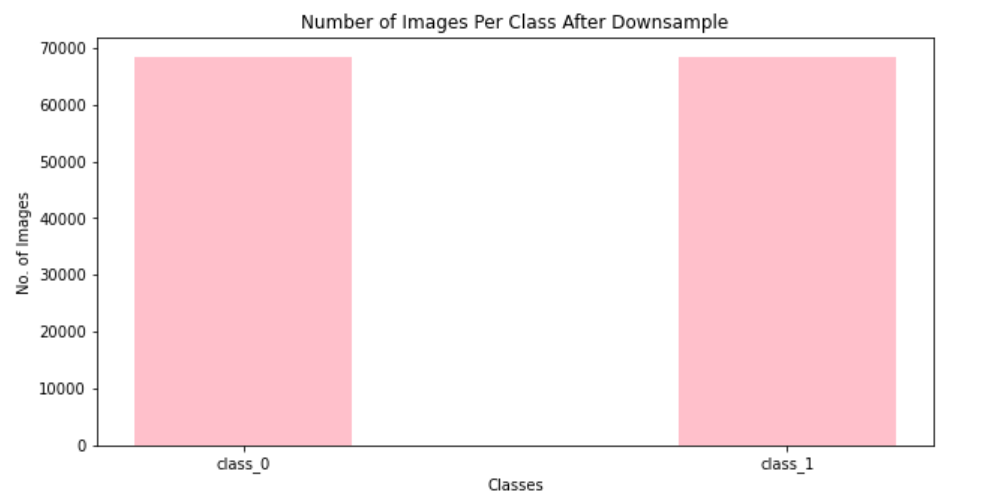 Number of Images Per Class After Downsample
70000
60000
50000
40000
30000
20000
10000
0
No. of Images
class_0
class_1
Classes